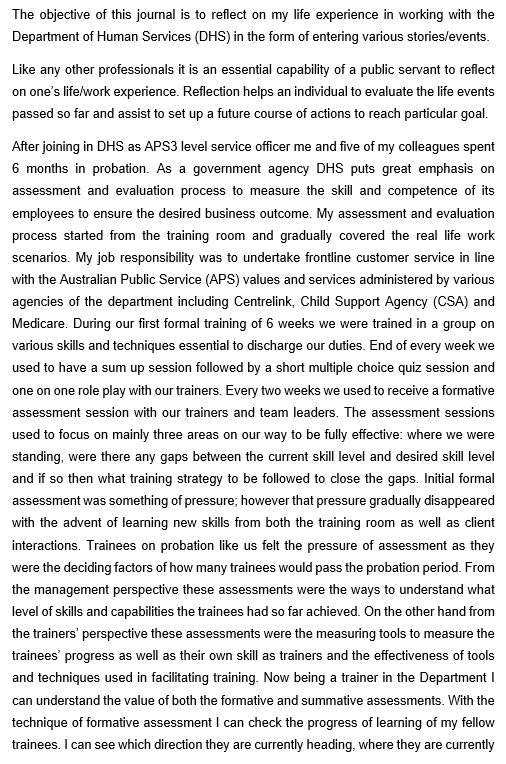 The objective of this journal is to reflect on my life experience in working with the
Department of Human Services (DHS) in the form of entering various stories/events.
Like any other professionals it is an essential capability of a public servant to reflect
on one's life/work experience. Reflection helps an individual to evaluate the life events
passed so far and assist to set up a future course of actions to reach particular goal.
After joining in DHS as APS3 level service officer me and five of my colleagues spent
6 months in probation. As a government agency DHS puts great emphasis on
assessment and evaluation process to measure the skill and competence of its
employees to ensure the desired business outcome. My assessment and evaluation
process started from the training room and gradually covered the real life work
scenarios. My job responsibility was to undertake frontline customer service in line
with the Australian Public Service (APS) values and services administered by various
agencies of the department including Centrelink, Child Support Agency (CSA) and
Medicare. During our first formal training of 6 weeks we were trained in a group on
various skills and techniques essential to discharge our duties. End of every week we
used to have a sum up session followed by a short multiple choice quiz session and
one on one role play with our trainers. Every two weeks we used to receive a formative
assessment session with our trainers and team leaders. The assessment sessions
used to focus on mainly three areas on our way to be fully effective: where we were
standing, were there any gaps between the current skill level and desired skill level
and if so then what training strategy to be followed to close the gaps. Initial formal
assessment was something of pressure; however that pressure gradually disappeared
with the advent of learning new skills from both the training room as well as client
interactions. Trainees on probation like us felt the pressure of assessment as they
were the deciding factors of how many trainees would pass the probation period. From
the management perspective these assessments were the ways to understand what
level of skills and capabilities the trainees had so far achieved. On the other hand from
the trainers' perspective these assessments were the measuring tools to measure the
trainees' progress as well as their own skill as trainers and the effectiveness of tools
and techniques used in facilitating training. Now being a trainer in the Department I
can understand the value of both the formative and summative assessments. With the
technique of formative assessment I can check the progress of learning of my fellow
trainees. I can see which direction they are currently heading, where they are currently